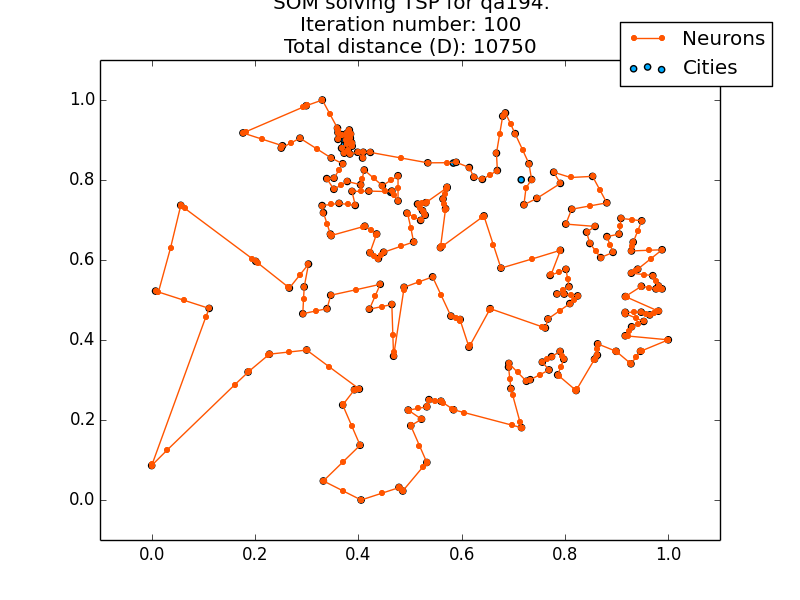 SOM solving TSP for qa194.
Iteration number: 100
Total distance (D): 10750
Neurons
Cities
1.0
0.8
0.6
0.4
0.2
0.0
0.0 0.2 0.4 0.6 0.8 1.0